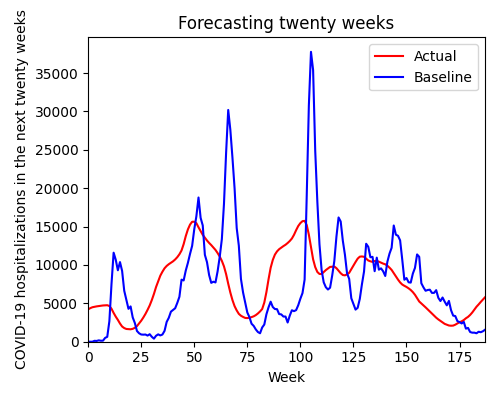 Forecasting twenty weeks
COVID-19 hospitalizations in the next twenty weeks
35000
30000
25000
20000
15000
10000
5000
0
Actual
Baseline
0 25 50 75 100 125 150 175
Week